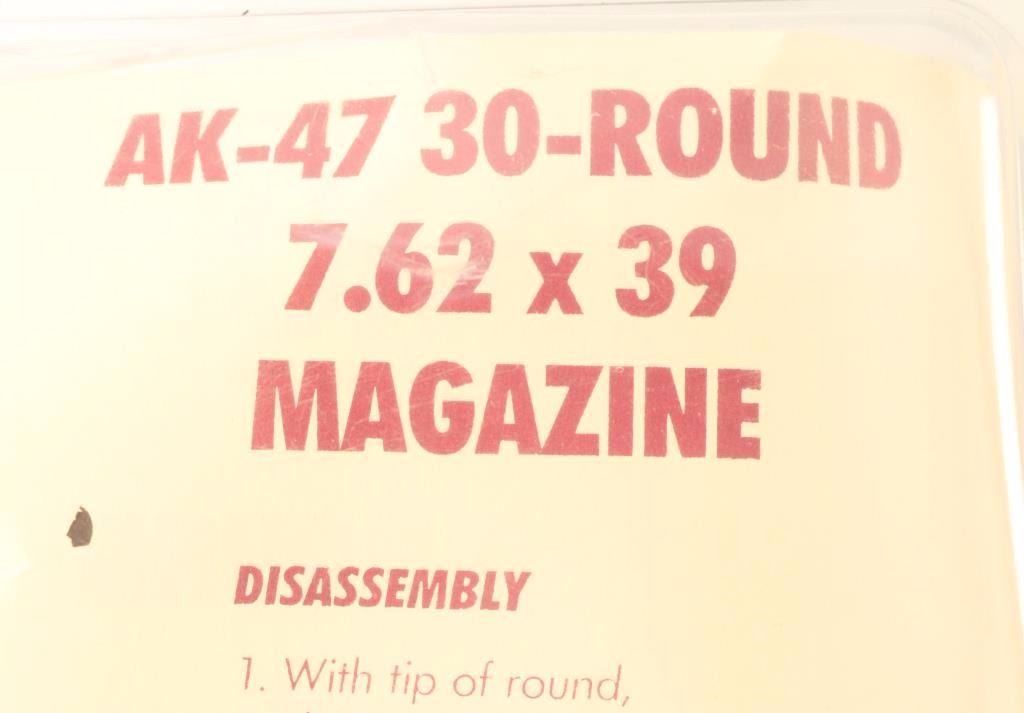 AK-47 30-ROUND
7.62 x 39
MAGAZINE
DISASSEMBLY
1. With tip of round,